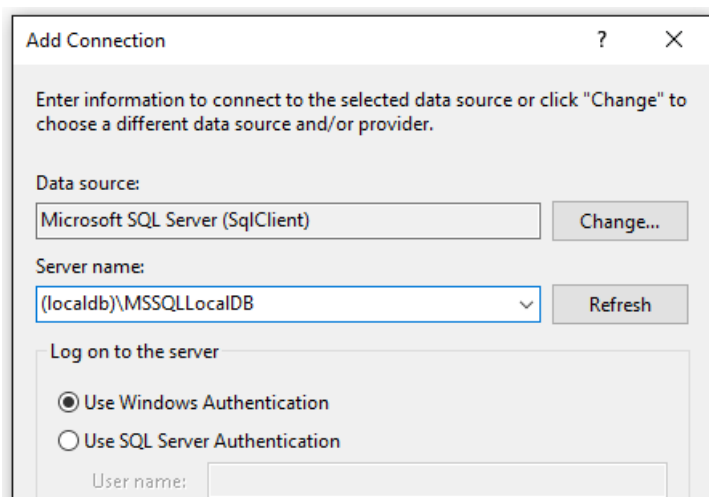 Add Connection
?
Enter information to connect to the selected data source or click "Change" to
choose a different data source and/or provider.
Data source:
Microsoft SQL Server (SqlClient)
Change...
Server name:
(localdb)\MSSQLLocalDB
Refresh
Log on to the server
Use Windows Authentication
Use SQL Server Authentication
User name: